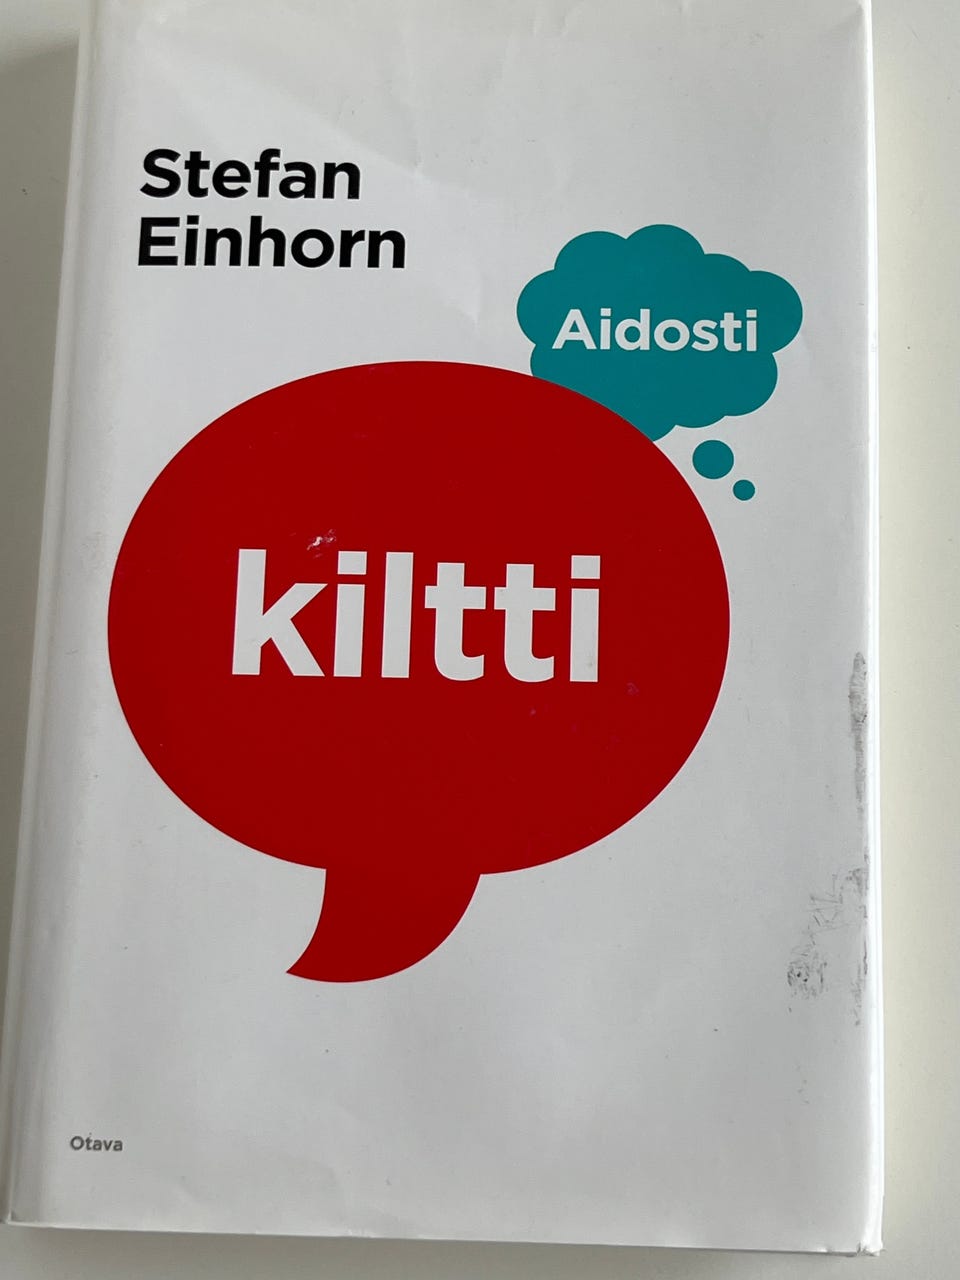 Stefan
Einhorn
Aidosti
kiltti
Otava